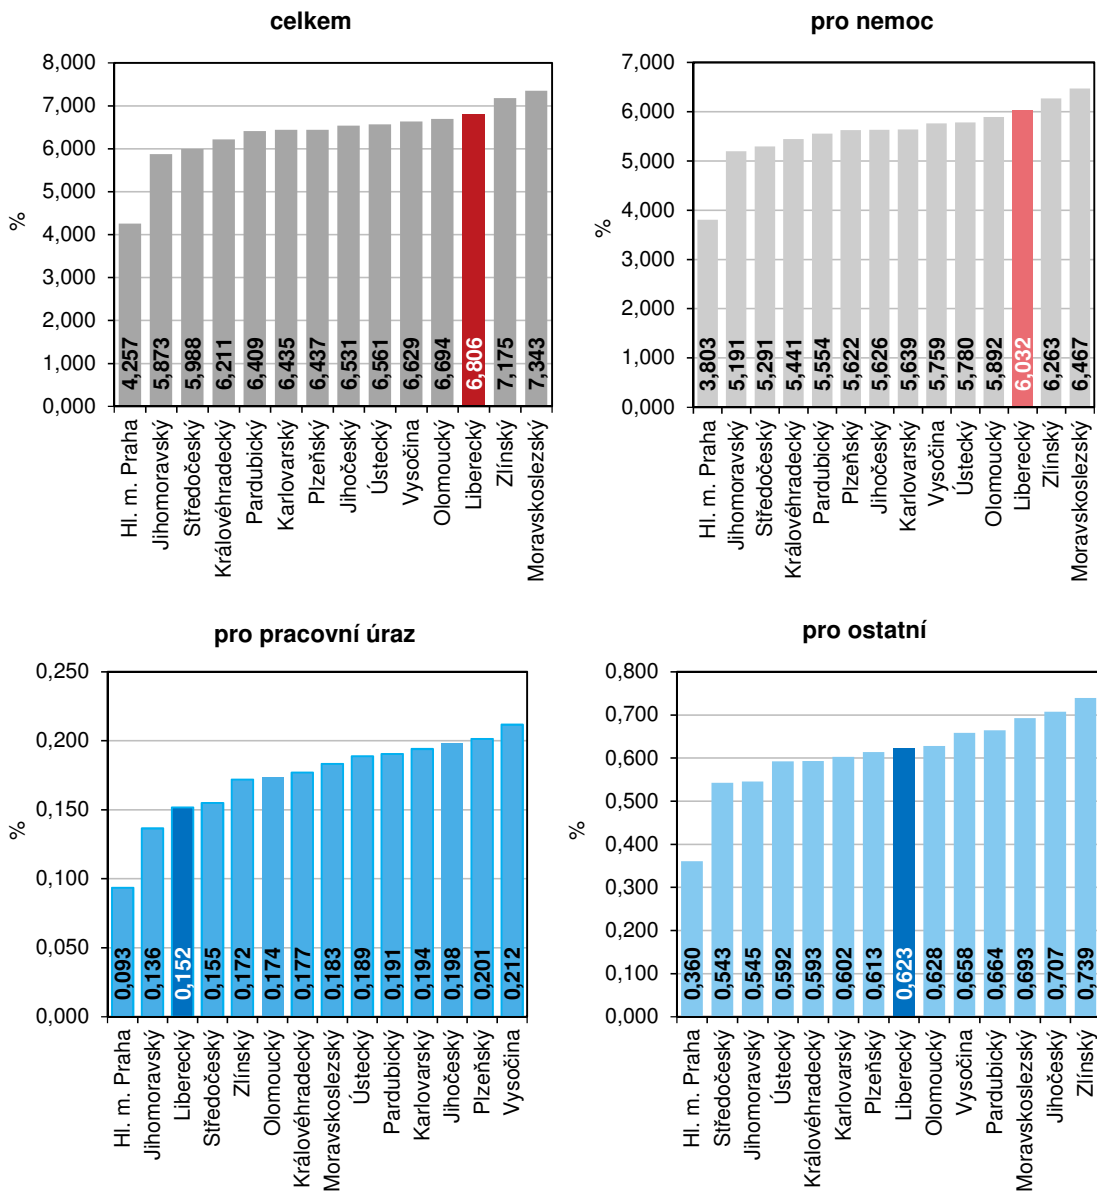 celkem
8,000
7,000
6,000
5,000
4,000
3,000
2,000
1,000
0,000
%
4,257
5,873
5,988
6,211
6,409
6,435
6,437
6,531
6,561
6,629
6,694
6,806
7,175
7,343
Hl. m. Praha
Jihomoravský
Středočeský
Královéhradecký
Pardubický
Karlovarský
Plzeňský
Jihočeský
Ústecký
Vysočina
Olomoucký
Liberecký
Zlínský
Moravskoslezský
pro nemoc
7,000
6,000
5,000
4,000
3,000
2,000
1,000
0,000
%
3,803
5,191
5,291
5,441
5,554
5,622
5,626
5,639
5,759
5,780
5,892
6,032
6,263
6,467
Hl. m. Praha
Jihomoravský
Středočeský
Královéhradecký
Pardubický
Plzeňský
Jihočeský
Karlovarský
Vysočina
Ústecký
Olomoucký
Liberecký
Zlínský
Moravskoslezský
pro pracovní úraz
0,250
0,200
0,150
0,100
0,050
0,000
%
0,093
0,136
0,152
0,155
0,172
0,174
0,177
0,183
0,189
0,191
0,194
0,198
0,201
0,212
Hl. m. Praha
Jihomoravský
Liberecký
Středočeský
Zlínský
Olomoucký
Královéhradecký
Moravskoslezský
Ústecký
Pardubický
Karlovarský
Jihočeský
Plzeňský
Vysočina
pro ostatní
0,800
0,700
0,600
0,500
0,400
0,300
0,200
0,100
0,000
%
0,360
0,543
0,545
0,592
0,593
0,602
0,613
0,623
0,628
0,658
0,664
0,693
0,707
0,739
Hl. m. Praha
Středočeský
Jihomoravský
Ústecký
Královéhradecký
Karlovarský
Plzeňský
Liberecký
Olomoucký
Vysočina
Pardubický
Moravskoslezský
Jihočeský
Zlínský